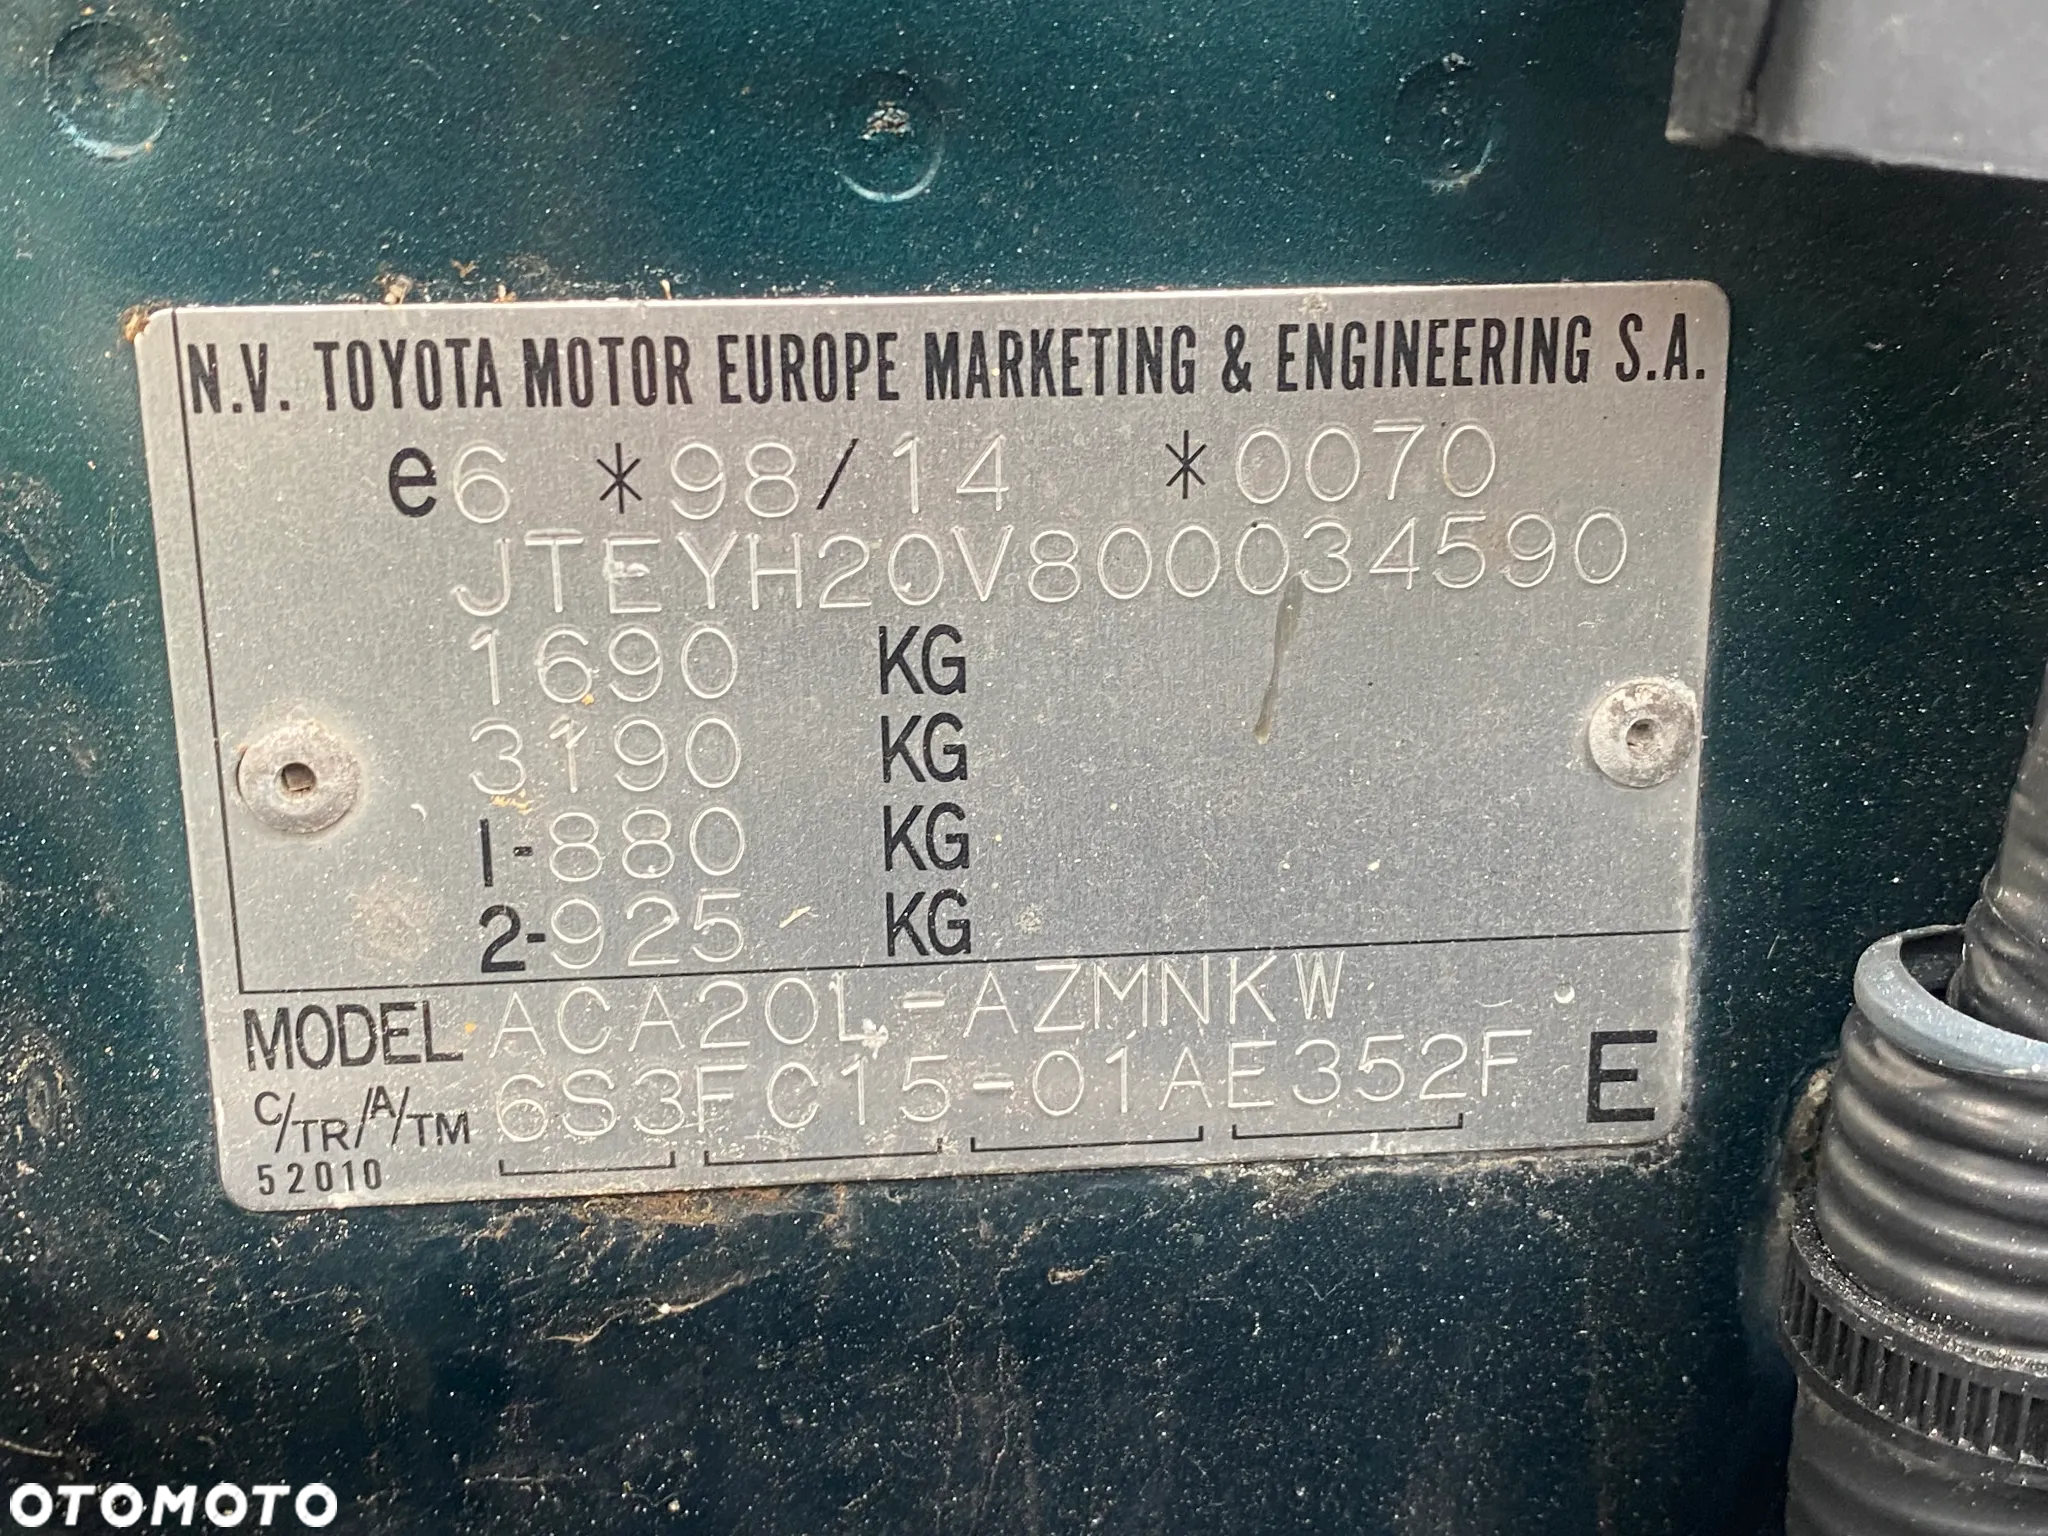 N.V. TOYOTA MOTOR EUROPE MARKETING & ENGINEERING S.A.
e6 *98/14 *0070
JTEYH20V800034590
1690 KG
3190 KG
1-880 KG
2-925 KG
MODEL ACA20L-AZMNKW
C/TR/A/TM 6S3FC15-01AE352F E
52010
OTOMOTO